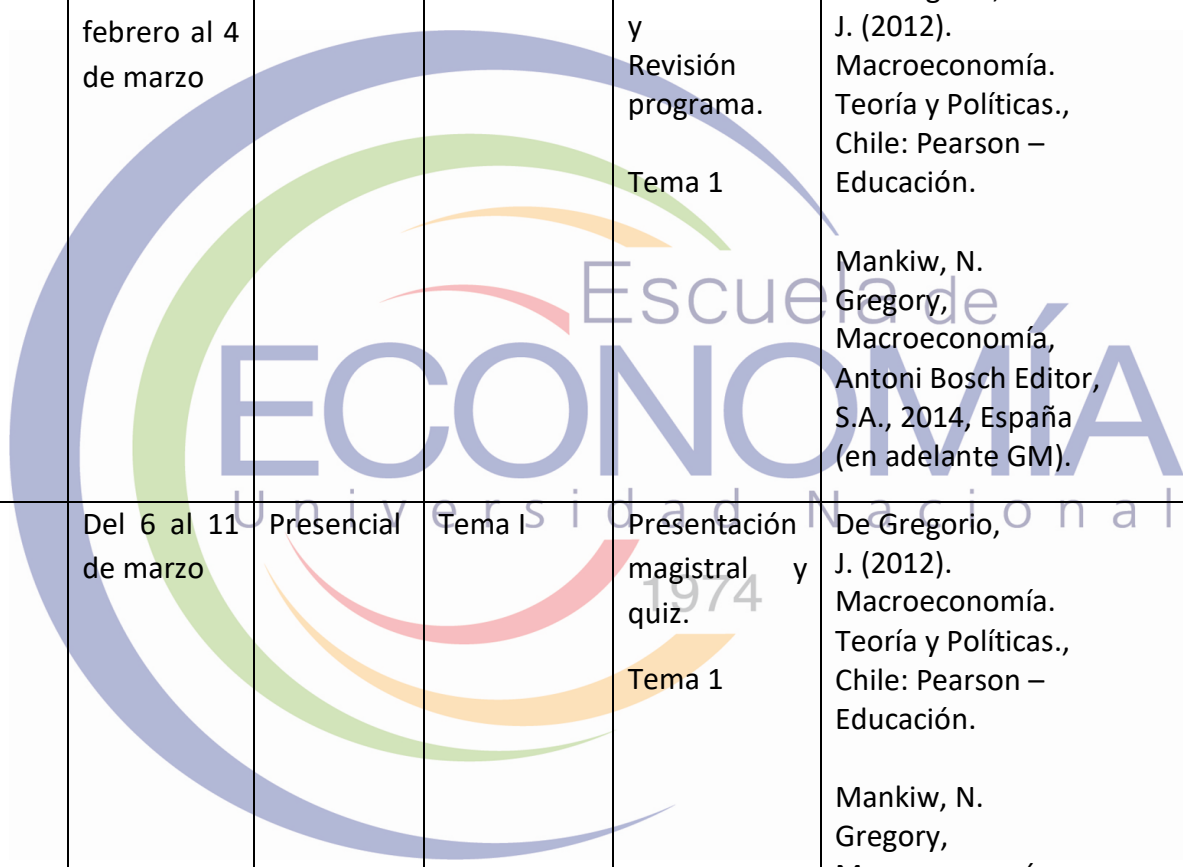 febrero al 4
de marzo
y
Revisión
programa.
Tema 1
J. (2012).
Macroeconomía.
Teoría y Políticas.,
Chile: Pearson –
Educación.
Mankiw, N.
Gregory,
Macroeconomía,
Antoni Bosch Editor,
S.A., 2014, España
(en adelante GM).
Escuela de
ECONOMÍA
Universidad Nacional
1974
Del 6 al 11
de marzo
Presencial
Tema I
Presentación
magistral y
quiz.
Tema 1
De Gregorio,
J. (2012).
Macroeconomía.
Teoría y Políticas.,
Chile: Pearson –
Educación.
Mankiw, N.
Gregory,